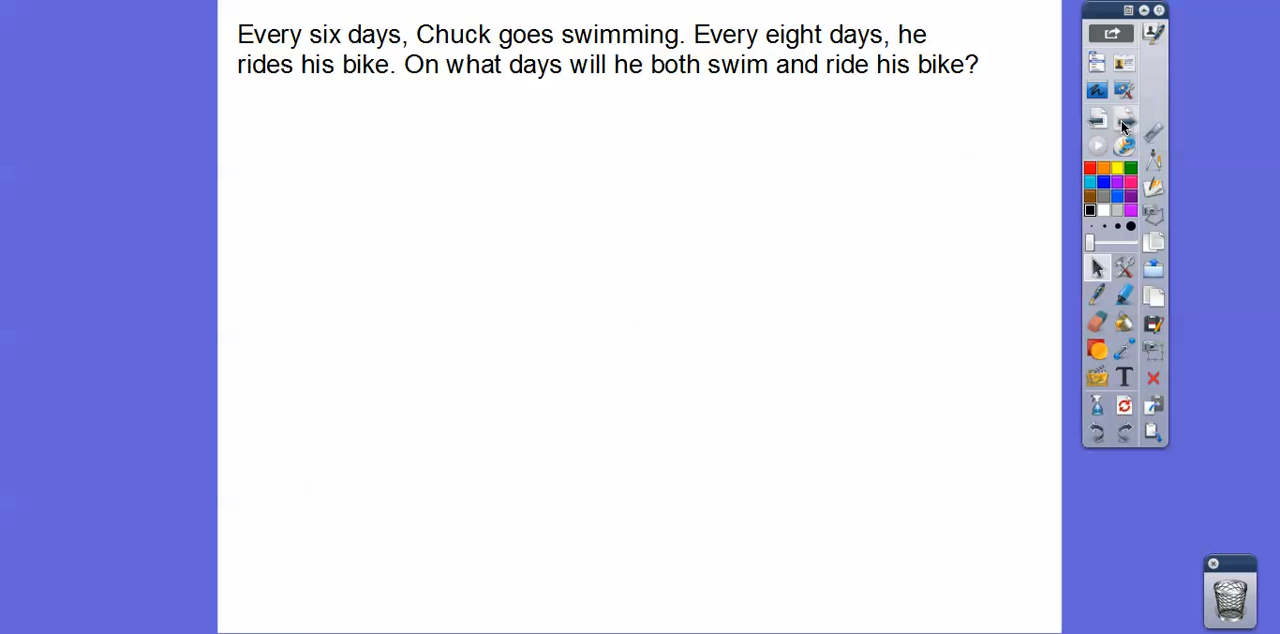 Every six days, Chuck goes swimming. Every eight days, he
rides his bike. On what days will he both swim and ride his bike?